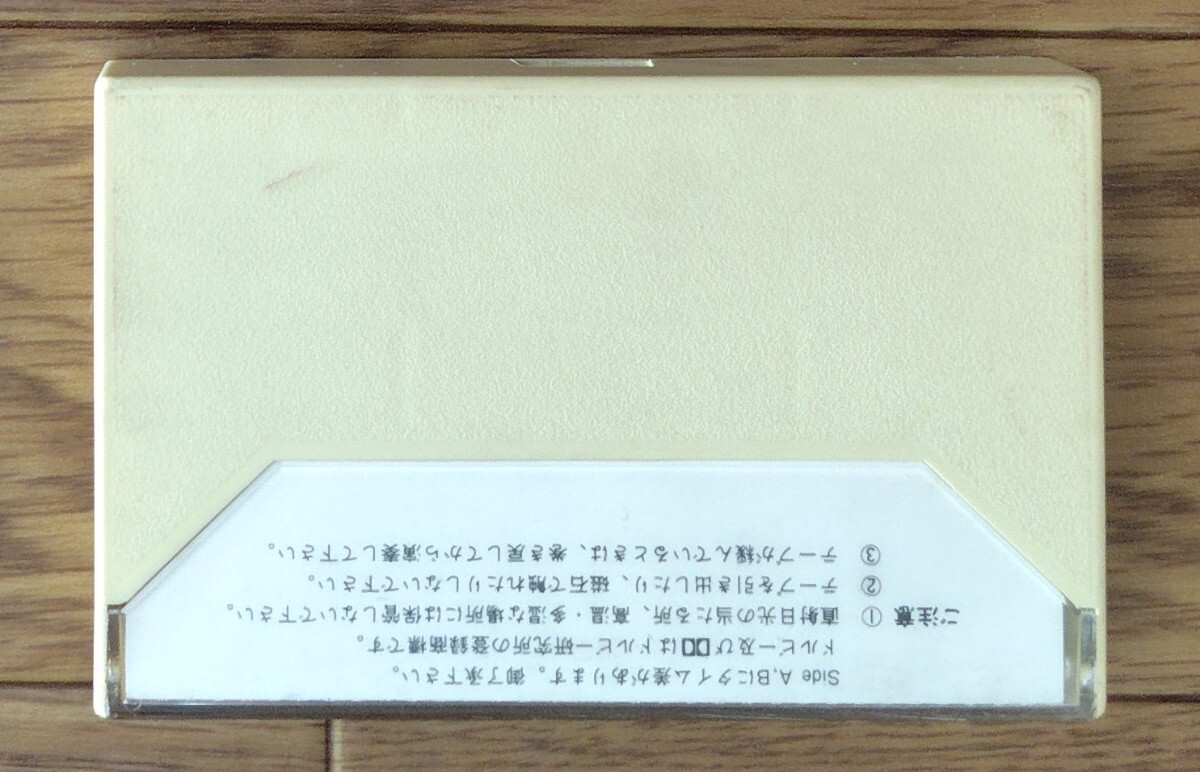 Side A,Bにタイム差があります。御了承下さい。
ドルビー及びはドルビー研究所の登録商標です。
ご注意 ① 直射日光の当たる所、高温・多湿な場所には保管しないで下さい。
② テープを引き出したり、磁石で触れたりしないで下さい。
③ テープが緩んでいるときは、巻き戻してから演奏して下さい。